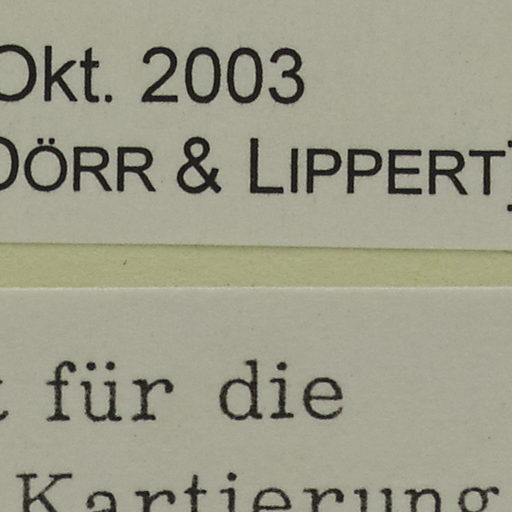 Okt. 2003
DÖRR & LIPPERT]
für die
Kartierung